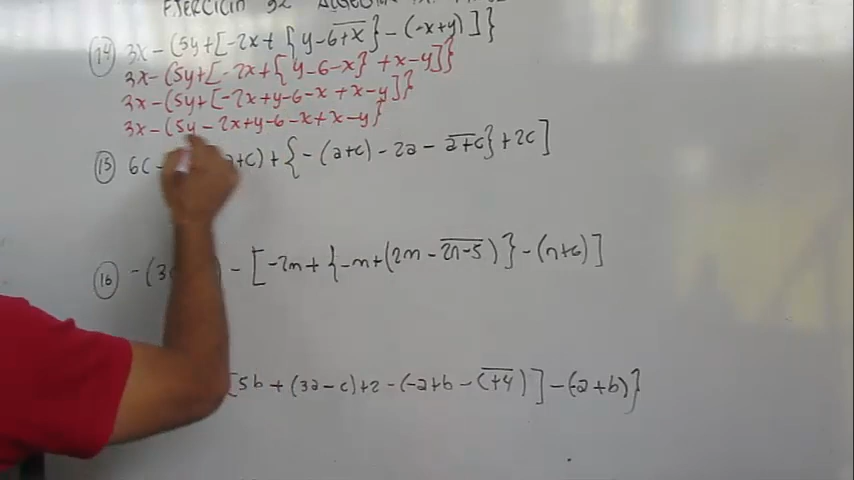 EJERCICIO 32 ALGEBRA
14 3x-(5y+[-2x+{y-6+x}-(-x+y)]}
3x-(5y+[-2x+{y-6-x}+x-y]}
3x-(5y+[-2x+y-6-x+x-y]}
3x-(5y-2x+y-6-x+x-y}
15 6c +c)+{-(a+c)-2a-a+c}+2c]
16 -(3 )-[-2m+{-n+(2m-2n-5)}-(n+6)]
[5b+(3a-c)+2-(-a+b-c+4)]-(a+b)}